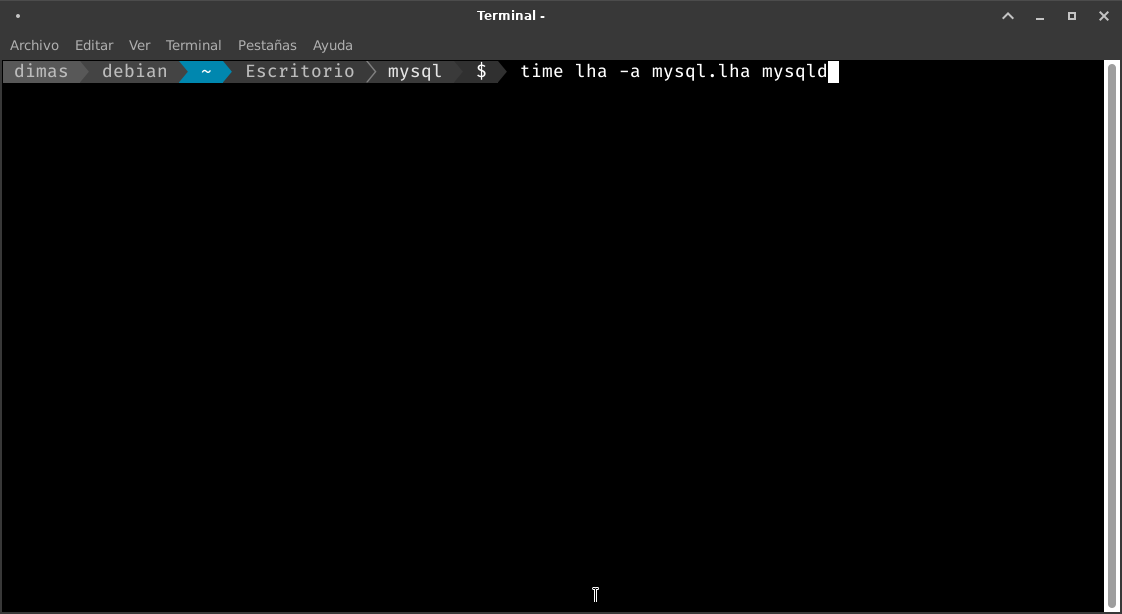 Terminal -
Archivo Editar Ver Terminal Pestañas Ayuda
dimas debian ~ Escritorio mysql $ time lha -a mysql.lha mysqld